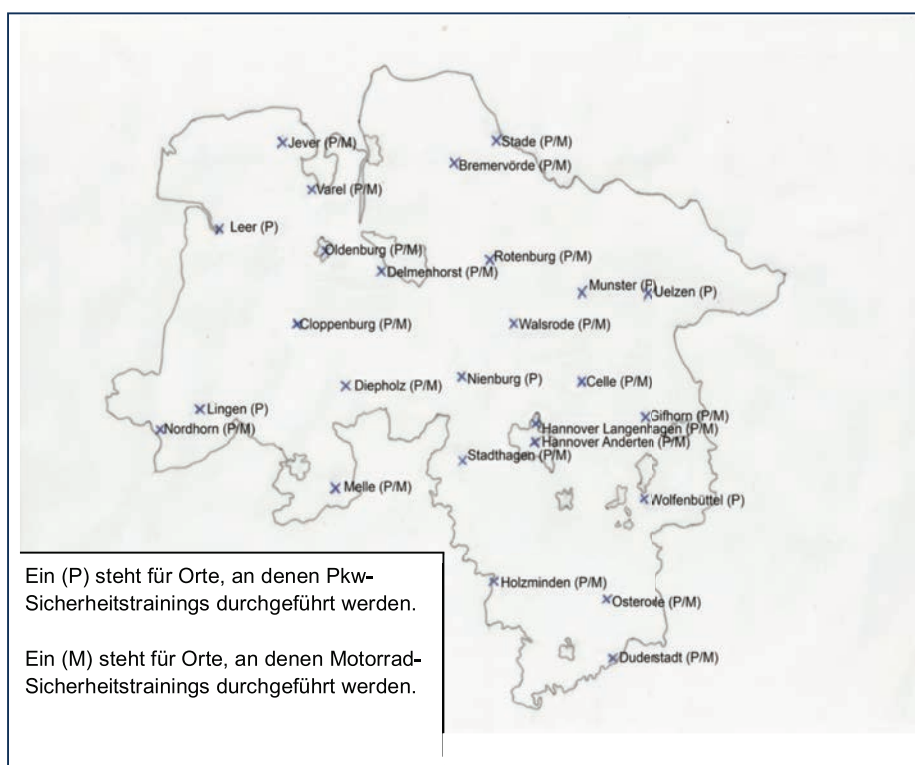 Jever (P/M)
Stade (P/M)
Bremervörde (P/M)
Varel (P/M)
Leer (P)
Oldenburg (P/M)
Rotenburg (P/M)
Delmenhorst (P/M)
Munster (P)
Uelzen (P)
Cloppenburg (P/M)
Walsrode (P/M)
Nienburg (P)
Diepholz (P/M)
Celle (P/M)
Lingen (P)
Gifhorn (P/M)
Nordhorn (P/M)
Hannover Langenhagen (P/M)
Hannover Anderten (P/M)
Stadthagen (P/M)
Melle (P/M)
Wolfenbüttel (P)
Ein (P) steht für Orte, an denen Pkw-
Sicherheitstrainings durchgeführt werden.
Ein (M) steht für Orte, an denen Motorrad-
Sicherheitstrainings durchgeführt werden.
Holzminden (P/M)
Osterode (P/M)
Duderstadt (P/M)